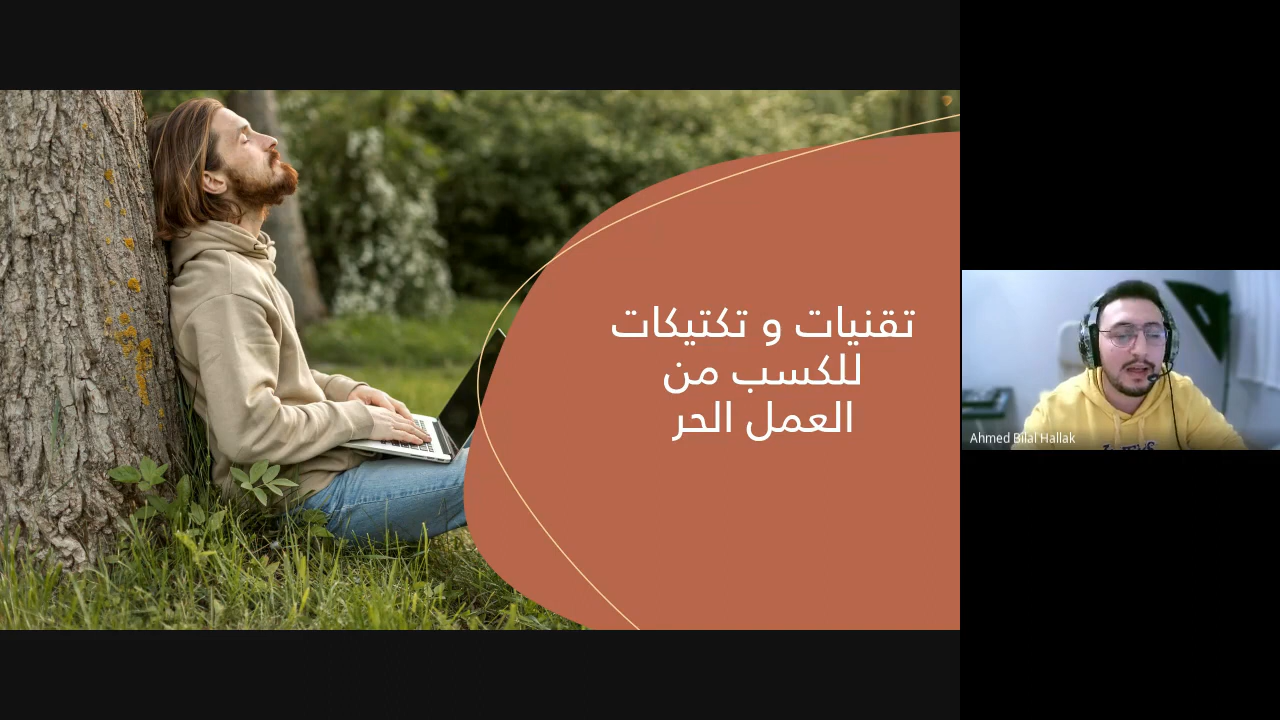 تقنيات و تكتيكات
للكسب من
العمل الحر
Ahmed Bilal Hallak